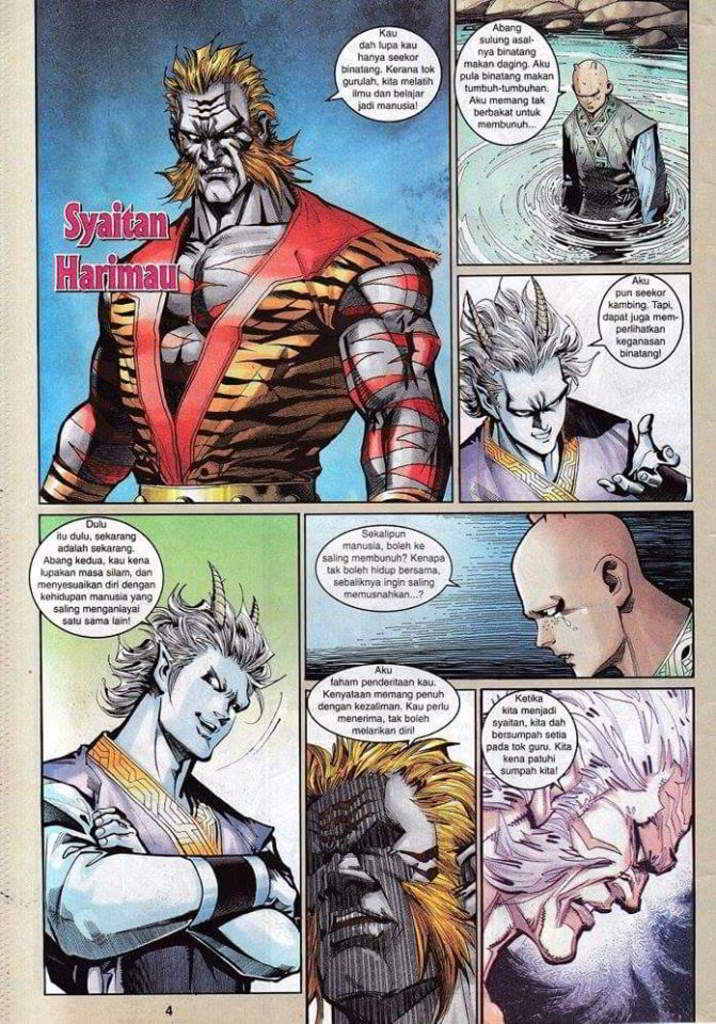 Kau
dah lupa kau
hanya seekor
binatang. Kerana tok
gurulah, kita melatih
ilmu dan belajar
jadi manusia!
Syaitan
Harimau
Abang
sulung asal-
nya binatang
makan daging. Aku
pula binatang makan
tumbuh-tumbuhan.
Aku memang tak
berbakat untuk
membunuh...
Aku
pun seekor
kambing. Tapi,
dapat juga mem-
perlihatkan
keganasan
binatang!
Dulu
itu dulu, sekarang
adalah sekarang.
Abang kedua, kau kena
lupakan masa silam, dan
menyesuaikan diri dengan
kehidupan manusia yang
saling menganiayai
satu sama lain!
Sekalipun
manusia, boleh ke
saling membunuh? Kenapa
tak boleh hidup bersama,
sebaliknya ingin saling
memusnahkan...?
Aku
faham penderitaan kau.
Kenyataan memang penuh
dengan kezaliman. Kau perlu
menerima, tak boleh
melarikan diri!
Ketika
kita menjadi
syaitan, kita dah
bersumpah setia
pada tok guru. Kita
kena patuhi
sumpah kita!
4